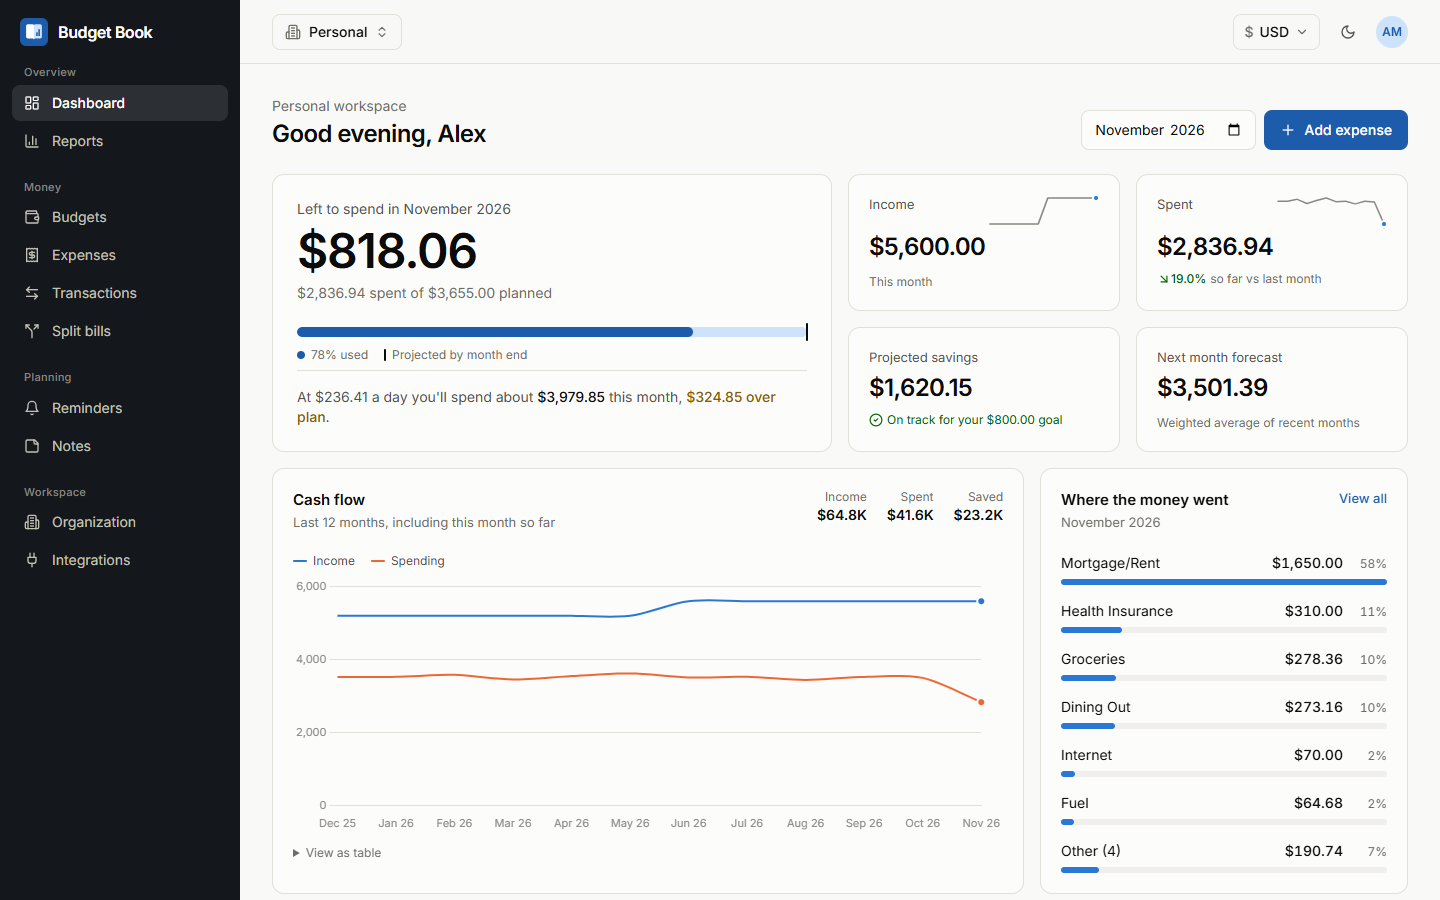 Budget Book
Overview
Dashboard
Reports
Money
Budgets
Expenses
Transactions
Split bills
Planning
Reminders
Notes
Workspace
Organization
Integrations
Personal
$ USD
AM
Personal workspace
Good evening, Alex
November 2026
Add expense
Left to spend in November 2026
$818.06
$2,836.94 spent of $3,655.00 planned
78% used
Projected by month end
At $236.41 a day you'll spend about $3,979.85 this month, $324.85 over
plan.
Income
$5,600.00
This month
Spent
$2,836.94
19.0% so far vs last month
Projected savings
$1,620.15
On track for your $800.00 goal
Next month forecast
$3,501.39
Weighted average of recent months
Cash flow
Last 12 months, including this month so far
Income Spent Saved
$64.8K $41.6K $23.2K
Income Spending
6,000
4,000
2,000
0
Dec 25 Jan 26 Feb 26 Mar 26 Apr 26 May 26 Jun 26 Jul 26 Aug 26 Sep 26 Oct 26 Nov 26
View as table
Where the money went
View all
November 2026
Mortgage/Rent $1,650.00 58%
Health Insurance $310.00 11%
Groceries $278.36 10%
Dining Out $273.16 10%
Internet $70.00 2%
Fuel $64.68 2%
Other (4) $190.74 7%